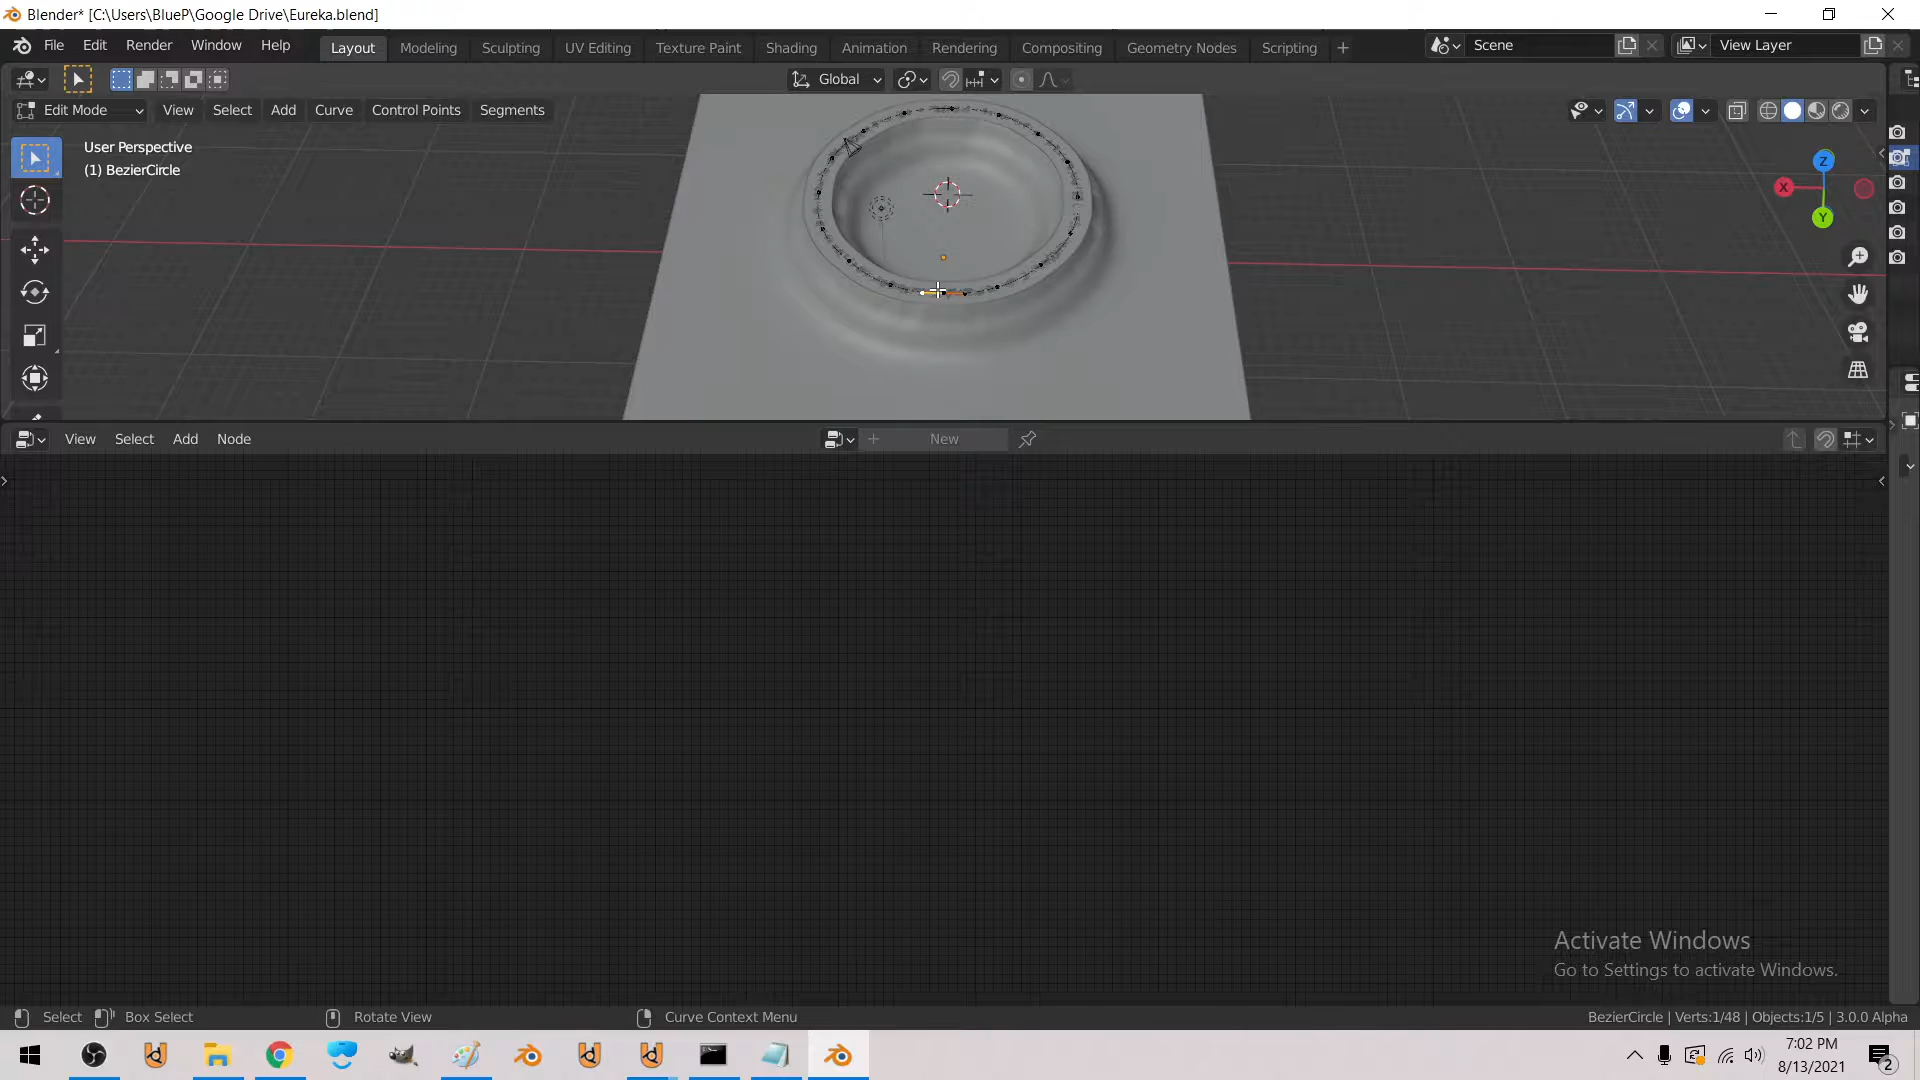 Blender* [C:\Users\BlueP\Google Drive\Eureka.blend]
File Edit Render Window Help Layout Modeling Sculpting UV Editing Texture Paint Shading Animation Rendering Compositing Geometry Nodes Scripting + Scene View Layer
Global
Edit Mode View Select Add Curve Control Points Segments
User Perspective
(1) BezierCircle
Z
X
Y
View Select Add Node New
Activate Windows
Go to Settings to activate Windows.
Select Box Select Rotate View Curve Context Menu BezierCircle | Verts:1/48 | Objects:1/5 | 3.0.0 Alpha
7:02 PM
8/13/2021
2